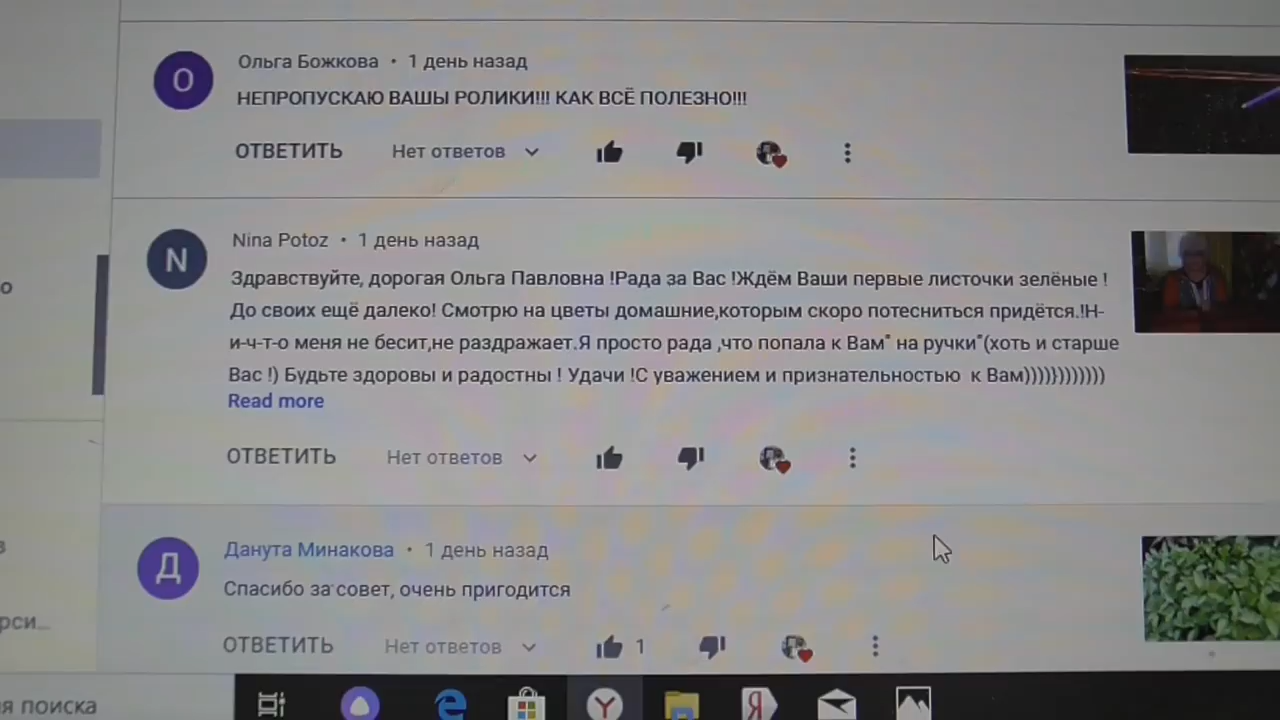 О
Ольга Божкова • 1 день назад
НЕПРОПУСКАЮ ВАШЫ РОЛИКИ!!! КАК ВСЁ ПОЛЕЗНО!!!
ОТВЕТИТЬ Нет ответов
N
Nina Potoz • 1 день назад
Здравствуйте, дорогая Ольга Павловна !Рада за Вас !Ждём Ваши первые листочки зелёные !
До своих ещё далеко! Смотрю на цветы домашние,которым скоро потесниться придётся.!Н-
и-ч-т-о меня не бесит,не раздражает.Я просто рада ,что попала к Вам" на ручки"(хоть и старше
Вас !) Будьте здоровы и радостны ! Удачи !С уважением и признательностью к Вам))))})))))))
Read more
ОТВЕТИТЬ Нет ответов
Д
Данута Минакова • 1 день назад
Спасибо за совет, очень пригодится
ОТВЕТИТЬ Нет ответов 1
о
рси...
я поиска